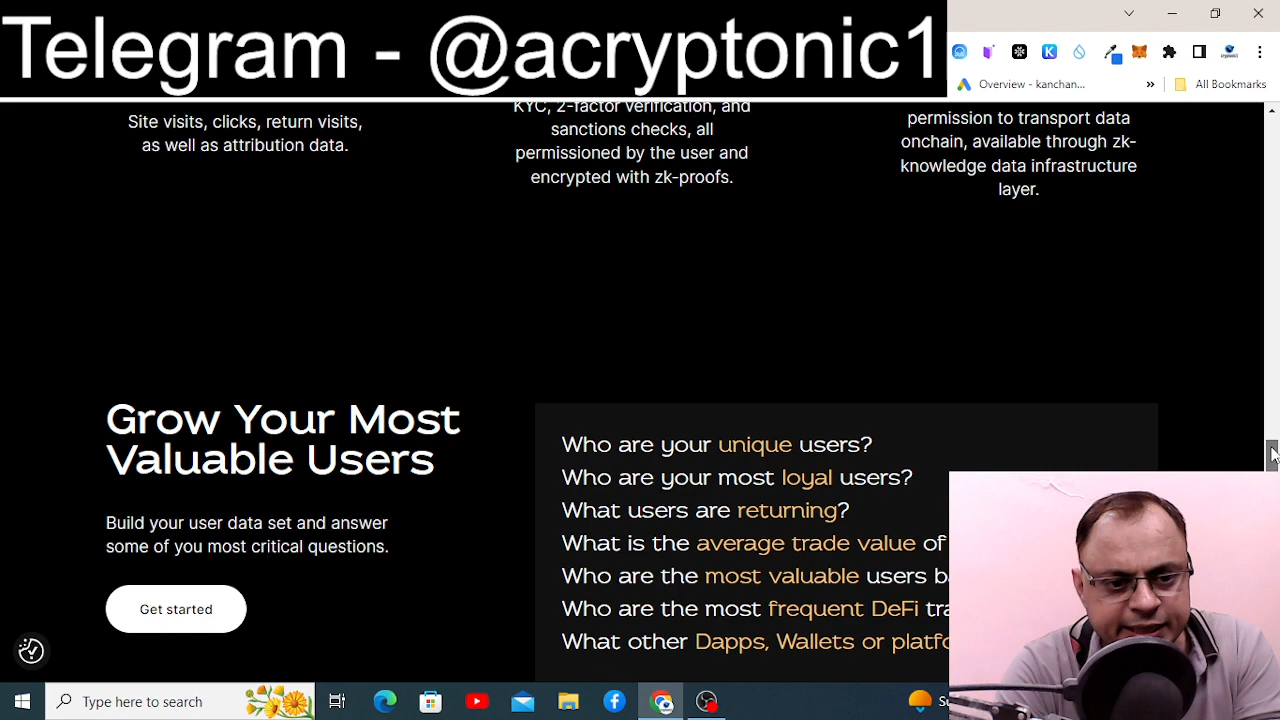 Telegram - @acryptonic1
Overview - kanchan...
All Bookmarks
Site visits, clicks, return visits,
as well as attribution data.
KYC, 2-factor verification, and
sanctions checks, all
permissioned by the user and
encrypted with zk-proofs.
permission to transport data
onchain, available through zk-
knowledge data infrastructure
layer.
Grow Your Most
Valuable Users
Build your user data set and answer
some of you most critical questions.
Get started
Who are your unique users?
Who are your most loyal users?
What users are returning?
What is the average trade value of
Who are the most valuable users
Who are the most frequent DeFi
What other Dapps, Wallets or
Type here to search